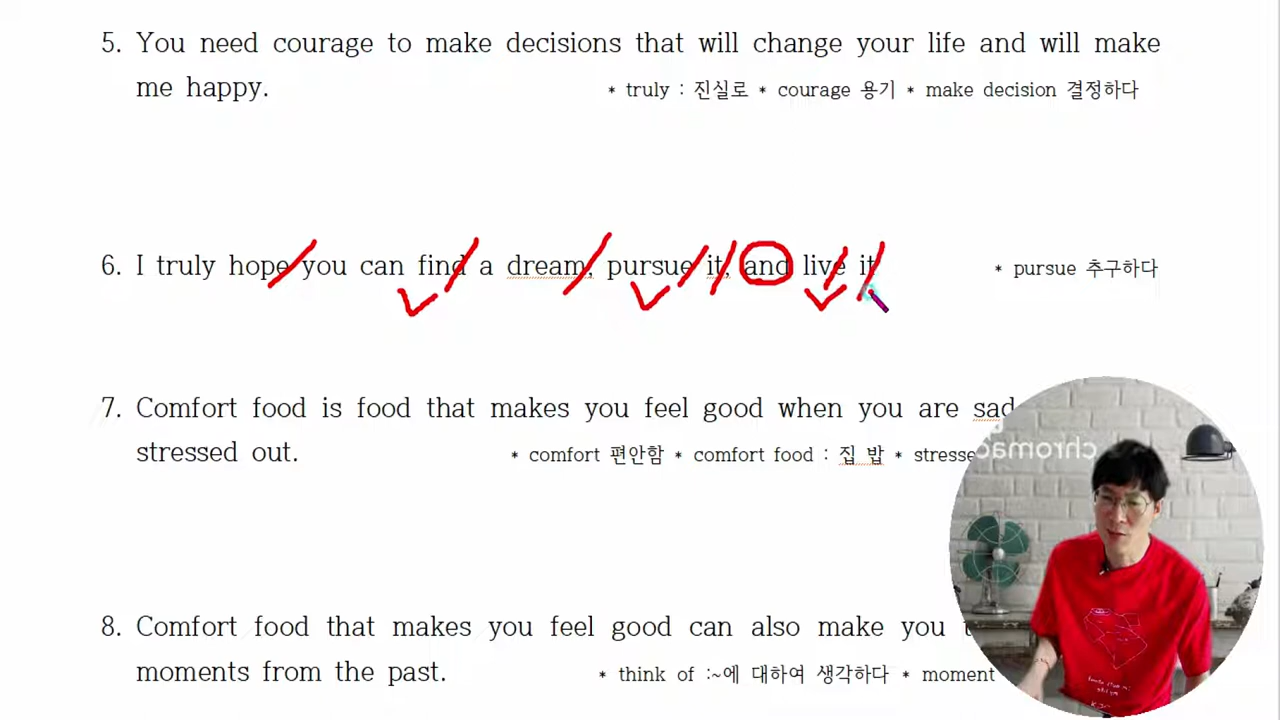 5. You need courage to make decisions that will change your life and will make
me happy. * truly : 진실로 * courage 용기 * make decision 결정하다
6. I truly hope you can find a dream, pursue it, and live it * pursue 추구하다
7. Comfort food is food that makes you feel good when you are sad
stressed out. * comfort 편안함 * comfort food : 집 밥 *
8. Comfort food that makes you feel good can also make you
moments from the past. * think of :~에 대하여 생각하다 * moment